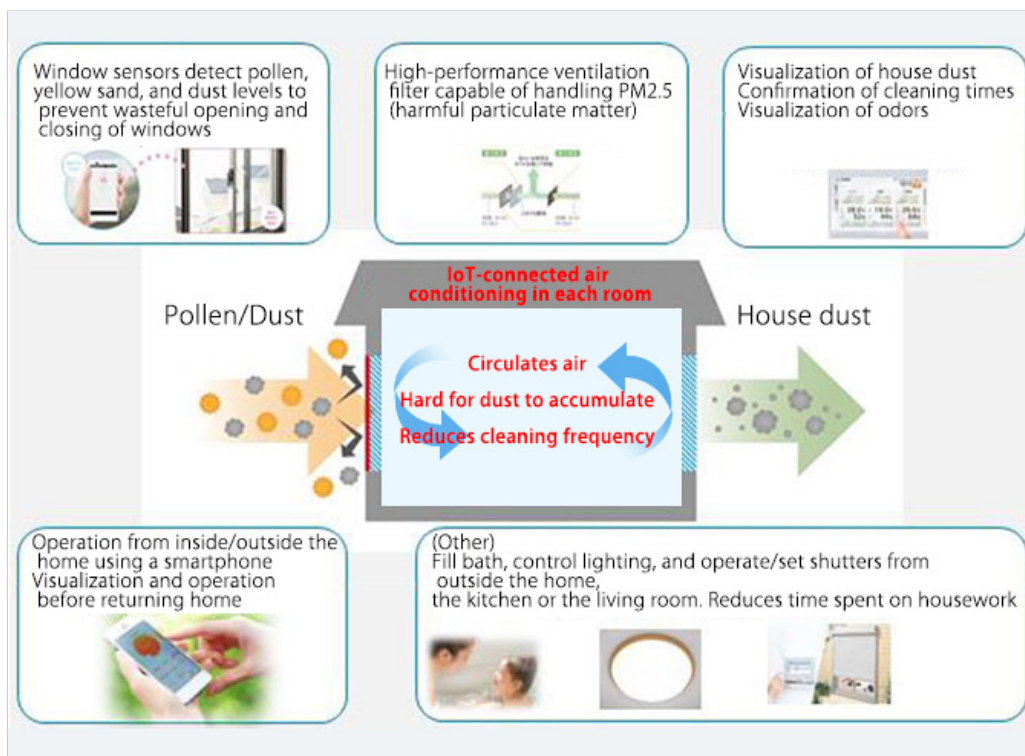 Window sensors detect pollen,
yellow sand, and dust levels to
prevent wasteful opening and
closing of windows
High-performance ventilation
filter capable of handling PM2.5
(harmful particulate matter)
Visualization of house dust
Confirmation of cleaning times
Visualization of odors
IoT-connected air
conditioning in each room
Pollen/Dust
House dust
Circulates air
Hard for dust to accumulate
Reduces cleaning frequency
Operation from inside/outside the
home using a smartphone
Visualization and operation
before returning home
(Other)
Fill bath, control lighting, and operate/set shutters from
outside the home,
the kitchen or the living room. Reduces time spent on housework